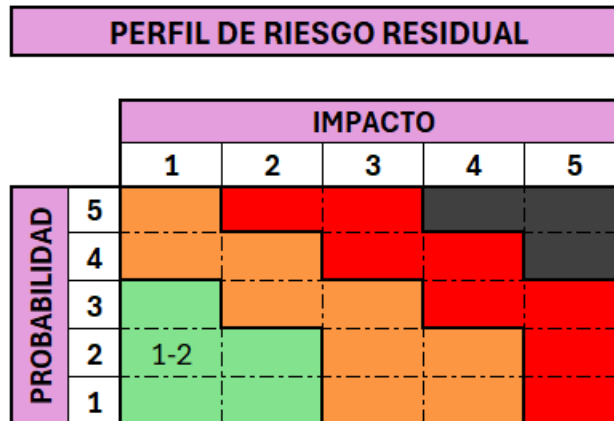 PERFIL DE RIESGO RESIDUAL
IMPACTO
1 2 3 4 5
PROBABILIDAD
5
4
3
2 1-2
1